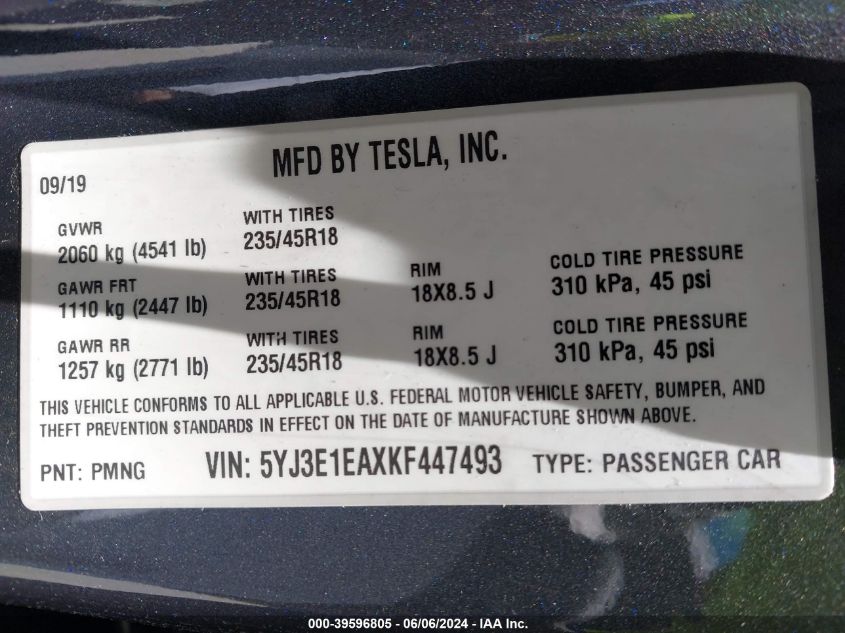 MFD BY TESLA, INC.
09/19
GVWR
2060 kg (4541 lb)
WITH TIRES
235/45R18
GAWR FRT
1110 kg (2447 lb)
WITH TIRES
235/45R18
RIM
18X8.5 J
COLD TIRE PRESSURE
310 kPa, 45 psi
GAWR RR
1257 kg (2771 lb)
WITH TIRES
235/45R18
RIM
18X8.5 J
COLD TIRE PRESSURE
310 kPa, 45 psi
THIS VEHICLE CONFORMS TO ALL APPLICABLE U.S. FEDERAL MOTOR VEHICLE SAFETY, BUMPER, AND
THEFT PREVENTION STANDARDS IN EFFECT ON THE DATE OF MANUFACTURE SHOWN ABOVE.
PNT: PMNG VIN: 5YJ3E1EAXKF447493 TYPE: PASSENGER CAR
000-39596805 - 06/06/2024 - IAA Inc.